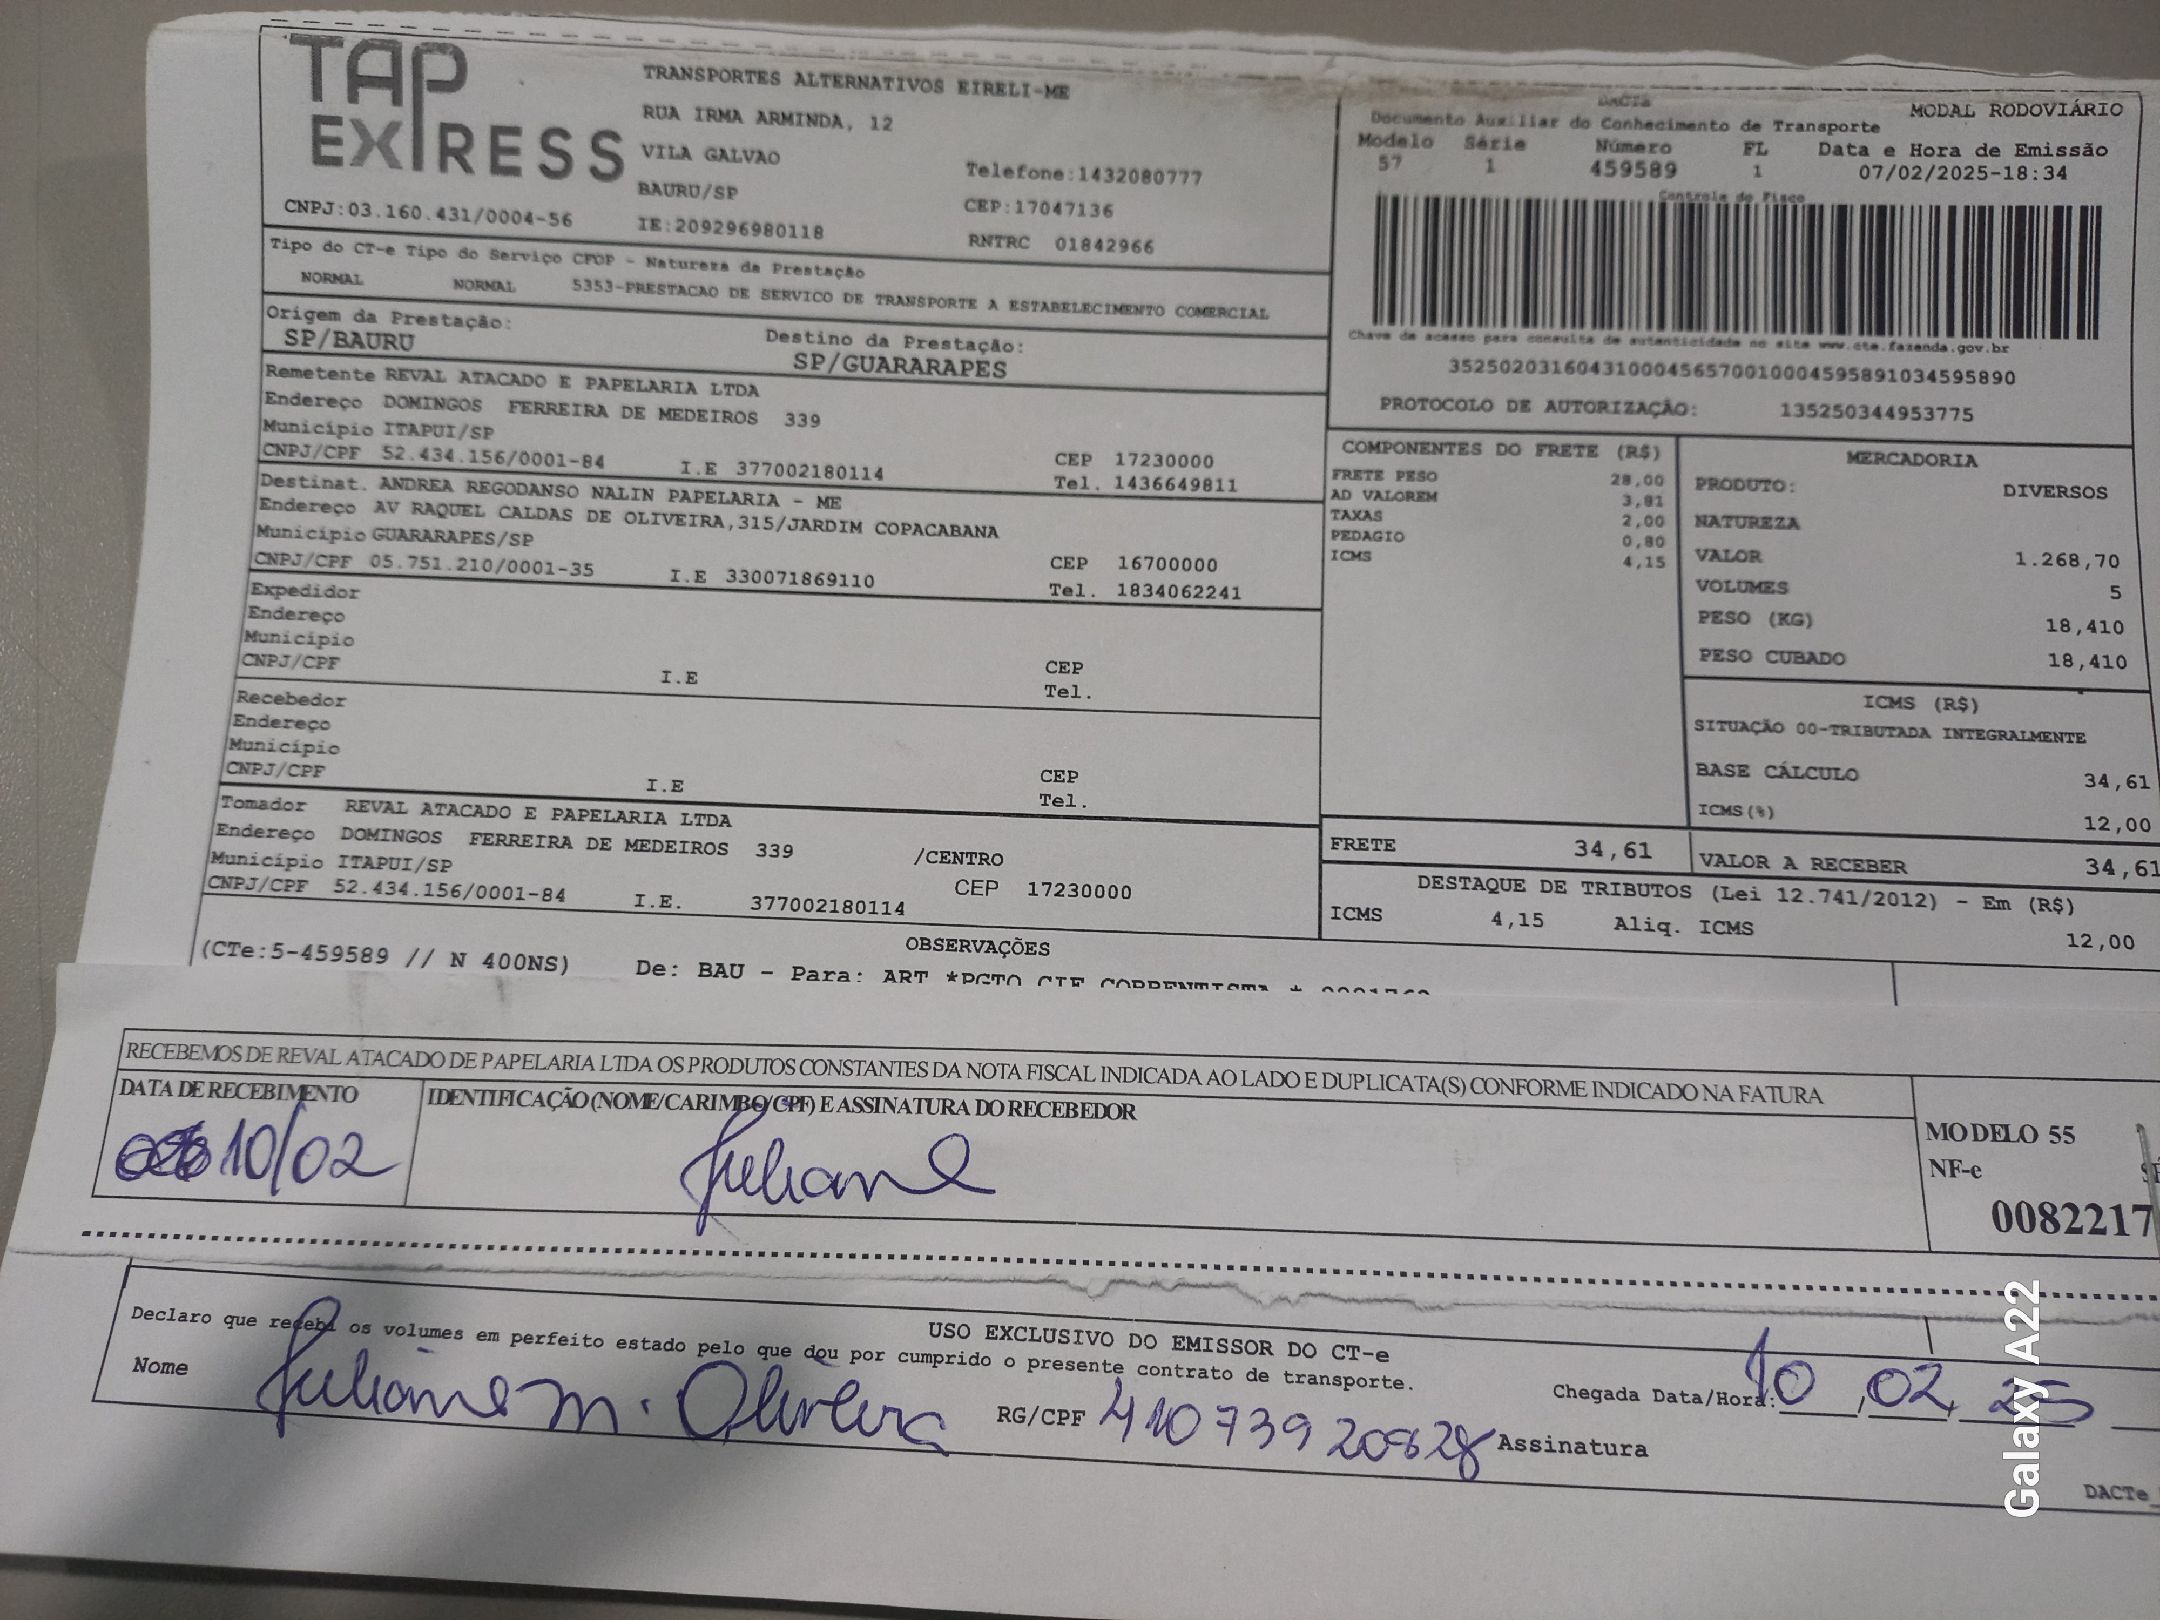 TAP
EXPRESS
TRANSPORTES ALTERNATIVOS EIRELI-ME
RUA IRMA ARMINDA, 12
VILA GALVAO
BAURU/SP
Telefone:1432080777
CEP:17047136
CNPJ:03.160.431/0004-56
IE:209296980118
RNTRC 01842966
DACTE
MODAL RODOVIÁRIO
Documento Auxiliar do Conhecimento de Transporte
Modelo Série Número FL Data e Hora de Emissão
57 1 459589 1 07/02/2025-18:34
Controle do Fisco
Chave de acesso para consulta de autenticidade no site www.cte.fazenda.gov.br
35250203160431000456570010004595891034595890
PROTOCOLO DE AUTORIZAÇÃO: 135250344953775
Tipo do CT-e Tipo do Serviço CFOP - Natureza da Prestação
NORMAL NORMAL 5353-PRESTACAO DE SERVICO DE TRANSPORTE A ESTABELECIMENTO COMERCIAL
Origem da Prestação: Destino da Prestação:
SP/BAURU SP/GUARARAPES
Remetente REVAL ATACADO E PAPELARIA LTDA
Endereço DOMINGOS FERREIRA DE MEDEIROS 339
Município ITAPUI/SP CEP 17230000
CNPJ/CPF 52.434.156/0001-84 I.E 377002180114 Tel. 1436649811
Destinat. ANDREA REGODANSO NALIN PAPELARIA - ME
Endereço AV RAQUEL CALDAS DE OLIVEIRA,315/JARDIM COPACABANA
Município GUARARAPES/SP CEP 16700000
CNPJ/CPF 05.751.210/0001-35 I.E 330071869110 Tel. 1834062241
Expedidor
Endereço
Município CEP
CNPJ/CPF I.E Tel.
Recebedor
Endereço
Município CEP
CNPJ/CPF I.E Tel.
Tomador REVAL ATACADO E PAPELARIA LTDA
Endereço DOMINGOS FERREIRA DE MEDEIROS 339 /CENTRO
Município ITAPUI/SP CEP 17230000
CNPJ/CPF 52.434.156/0001-84 I.E. 377002180114
COMPONENTES DO FRETE (R$)
FRETE PESO 28,00
AD VALOREM 3,81
TAXAS 2,00
PEDAGIO 0,80
ICMS 4,15
MERCADORIA
PRODUTO: DIVERSOS
NATUREZA
VALOR 1.268,70
VOLUMES 5
PESO (KG) 18,410
PESO CUBADO 18,410
ICMS (R$)
SITUAÇÃO 00-TRIBUTADA INTEGRALMENTE
BASE CÁLCULO 34,61
ICMS(%) 12,00
FRETE 34,61 VALOR A RECEBER 34,61
DESTAQUE DE TRIBUTOS (Lei 12.741/2012) - Em (R$)
ICMS 4,15 Aliq. ICMS 12,00
OBSERVAÇÕES
(CTe:5-459589 // N 400NS) De: BAU - Para: ART *PGTO CIF CORRENTISTA *
RECEBEMOS DE REVAL ATACADO DE PAPELARIA LTDA OS PRODUTOS CONSTANTES DA NOTA FISCAL INDICADA AO LADO E DUPLICATA(S) CONFORME INDICADO NA FATURA
DATA DE RECEBIMENTO IDENTIFICAÇÃO (NOME/CARIMBO/CPF) E ASSINATURA DO RECEBEDOR
10/02 Juliane
MODELO 55
NF-e
0082217
USO EXCLUSIVO DO EMISSOR DO CT-e
Declaro que recebi os volumes em perfeito estado pelo que dou por cumprido o presente contrato de transporte.
Nome Juliane M. Oliveira RG/CPF 41073920828 Assinatura
Chegada Data/Hora: 10,02,25
DACTe_
Galaxy A22